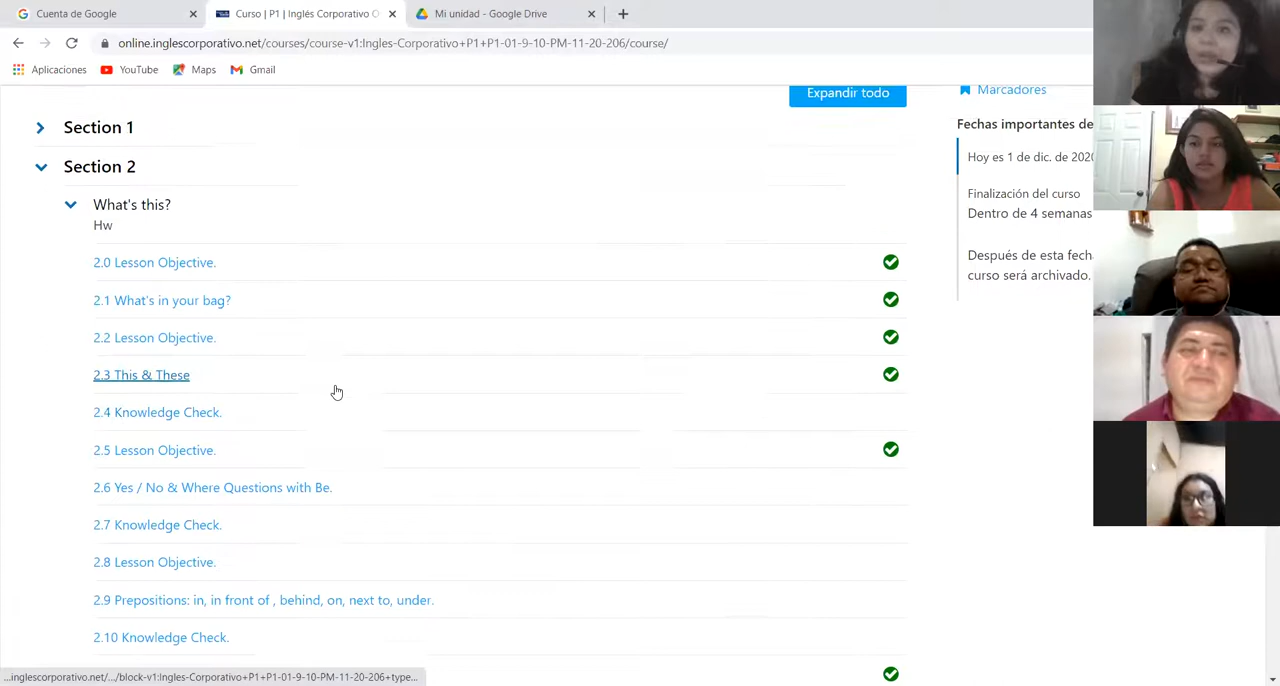 Cuenta de Google
Curso | P1 | Inglés Corporativo O
Mi unidad - Google Drive
online.inglescorporativo.net/courses/course-v1:Ingles-Corporativo+P1+P1-01-9-10-PM-11-20-206/course/
Aplicaciones YouTube Maps Gmail
Expandir todo
Marcadores
Section 1
Fechas importantes de
Hoy es 1 de dic. de 2020
Section 2
Finalización del curso
Dentro de 4 semanas
What's this?
Hw
Después de esta fech
curso será archivado.
2.0 Lesson Objective.
2.1 What's in your bag?
2.2 Lesson Objective.
2.3 This & These
2.4 Knowledge Check.
2.5 Lesson Objective.
2.6 Yes / No & Where Questions with Be.
2.7 Knowledge Check.
2.8 Lesson Objective.
2.9 Prepositions: in, in front of , behind, on, next to, under.
2.10 Knowledge Check.
...inglescorporativo.net/.../block-v1:Ingles-Corporativo+P1+P1-01-9-10-PM-11-20-206+type...